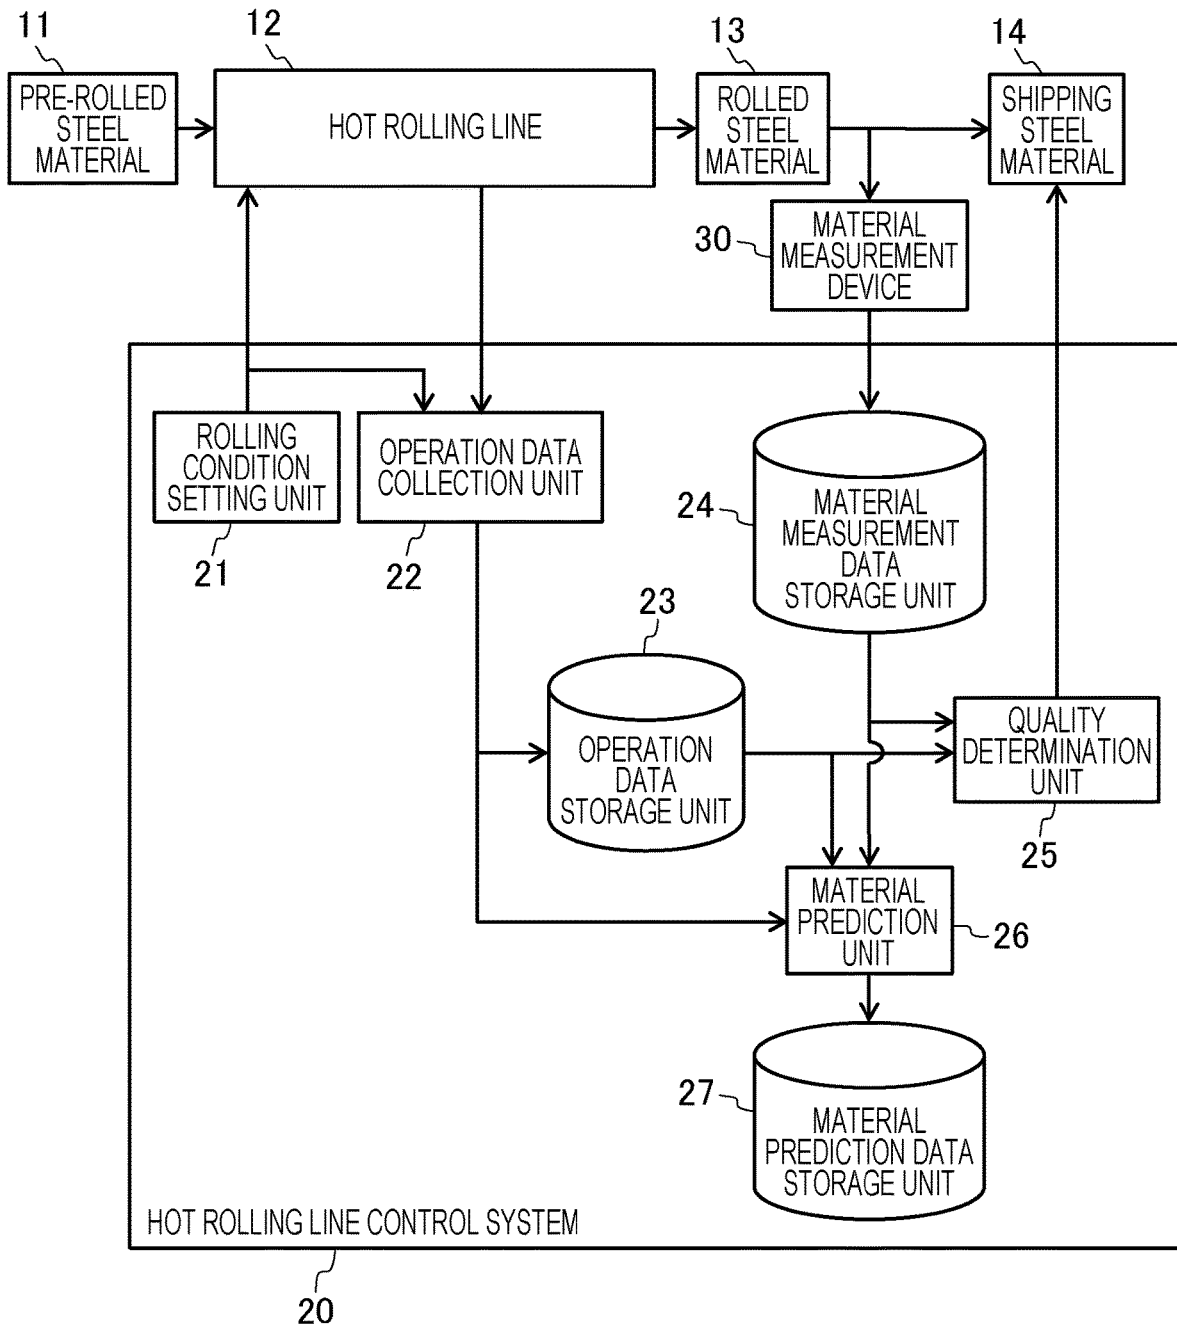 11
12
13
14
PRE-ROLLED
STEEL
MATERIAL
HOT ROLLING LINE
ROLLED
STEEL
MATERIAL
SHIPPING
STEEL
MATERIAL
30
MATERIAL
MEASUREMENT
DEVICE
ROLLING
CONDITION
SETTING UNIT
21
OPERATION DATA
COLLECTION UNIT
22
24
MATERIAL
MEASUREMENT
DATA
STORAGE UNIT
23
OPERATION
DATA
STORAGE UNIT
QUALITY
DETERMINATION
UNIT
25
MATERIAL
PREDICTION
UNIT
26
27
MATERIAL
PREDICTION DATA
STORAGE UNIT
HOT ROLLING LINE CONTROL SYSTEM
20